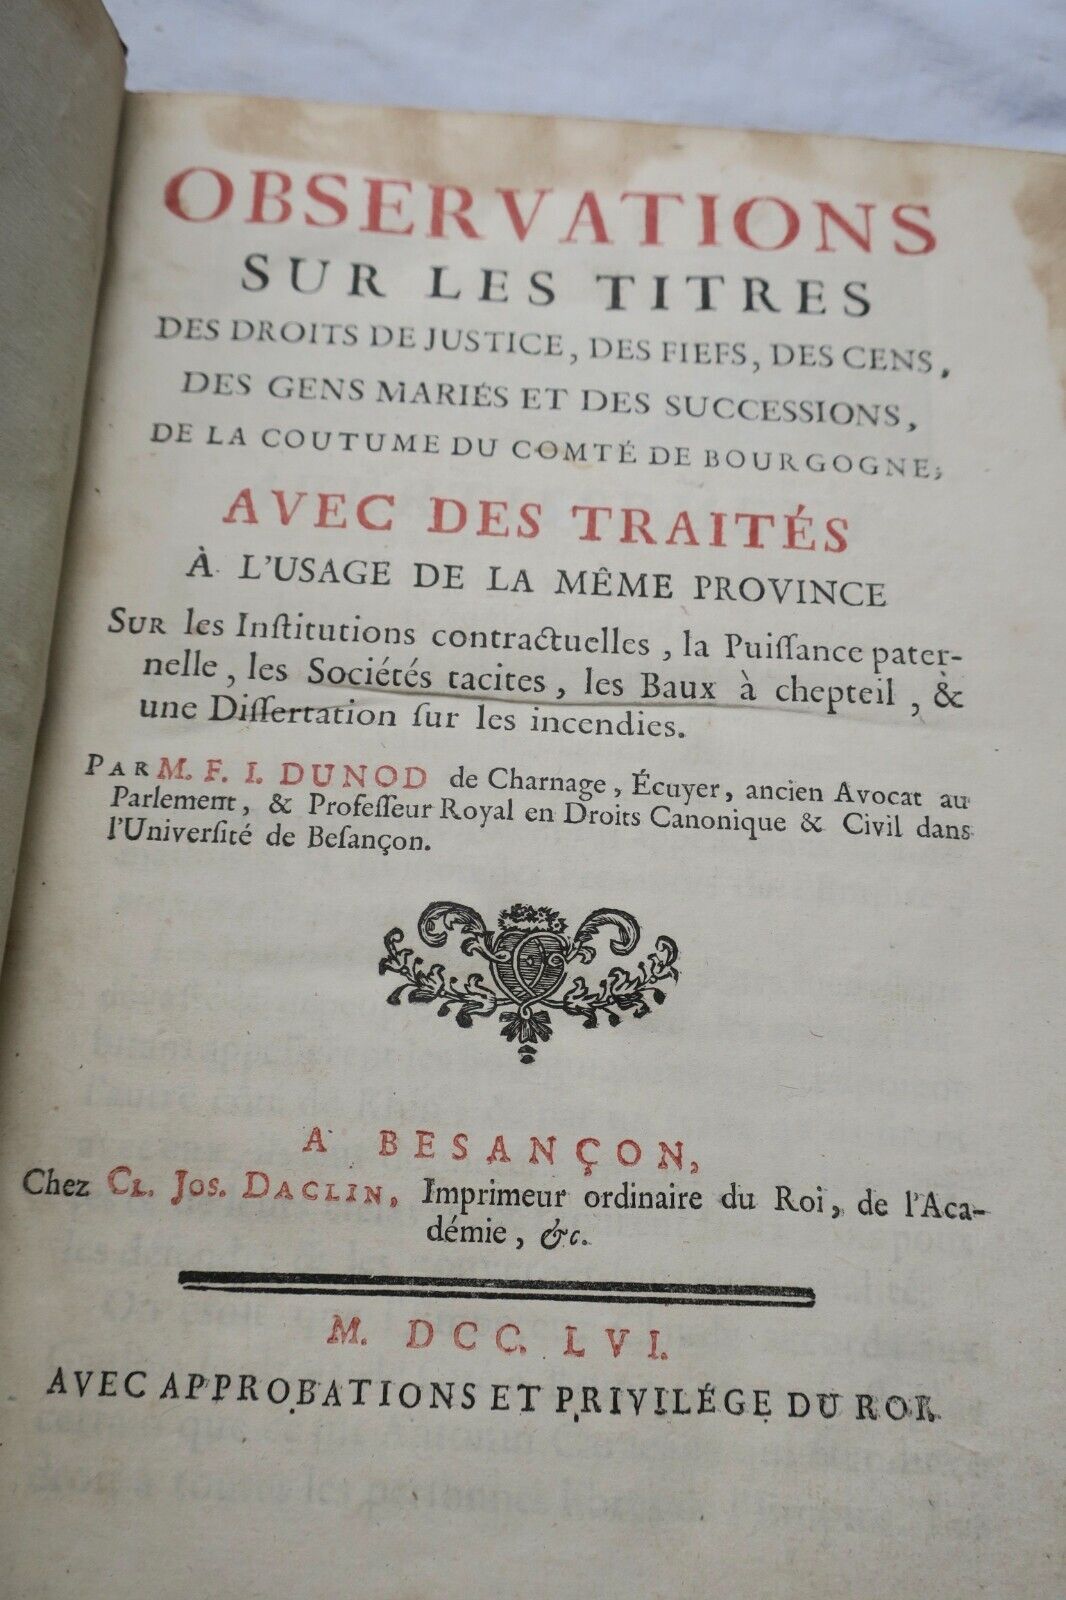 OBSERVATIONS
SUR LES TITRES
DES DROITS DE JUSTICE, DES FIEFS, DES CENS,
DES GENS MARIÉS ET DES SUCCESSIONS,
DE LA COUTUME DU COMTÉ DE BOURGOGNE;
AVEC DES TRAITÉS
À L'USAGE DE LA MÊME PROVINCE
SUR les Inſtitutions contractuelles, la Puiſſance pater-
nelle, les Sociétés tacites, les Baux à chepteil, &
une Diſſertation ſur les incendies.
PAR M. F. I. DUNOD de Charnage, Écuyer, ancien Avocat au
Parlement, & Profeſſeur Royal en Droits Canonique & Civil dans
l'Univerſité de Beſançon.
A BESANÇON,
Chez CL. JOS. DACLIN, Imprimeur ordinaire du Roi, de l'Aca-
démie, &c.
M. DCC. LVI.
AVEC APPROBATIONS ET PRIVILÉGE DU ROI.